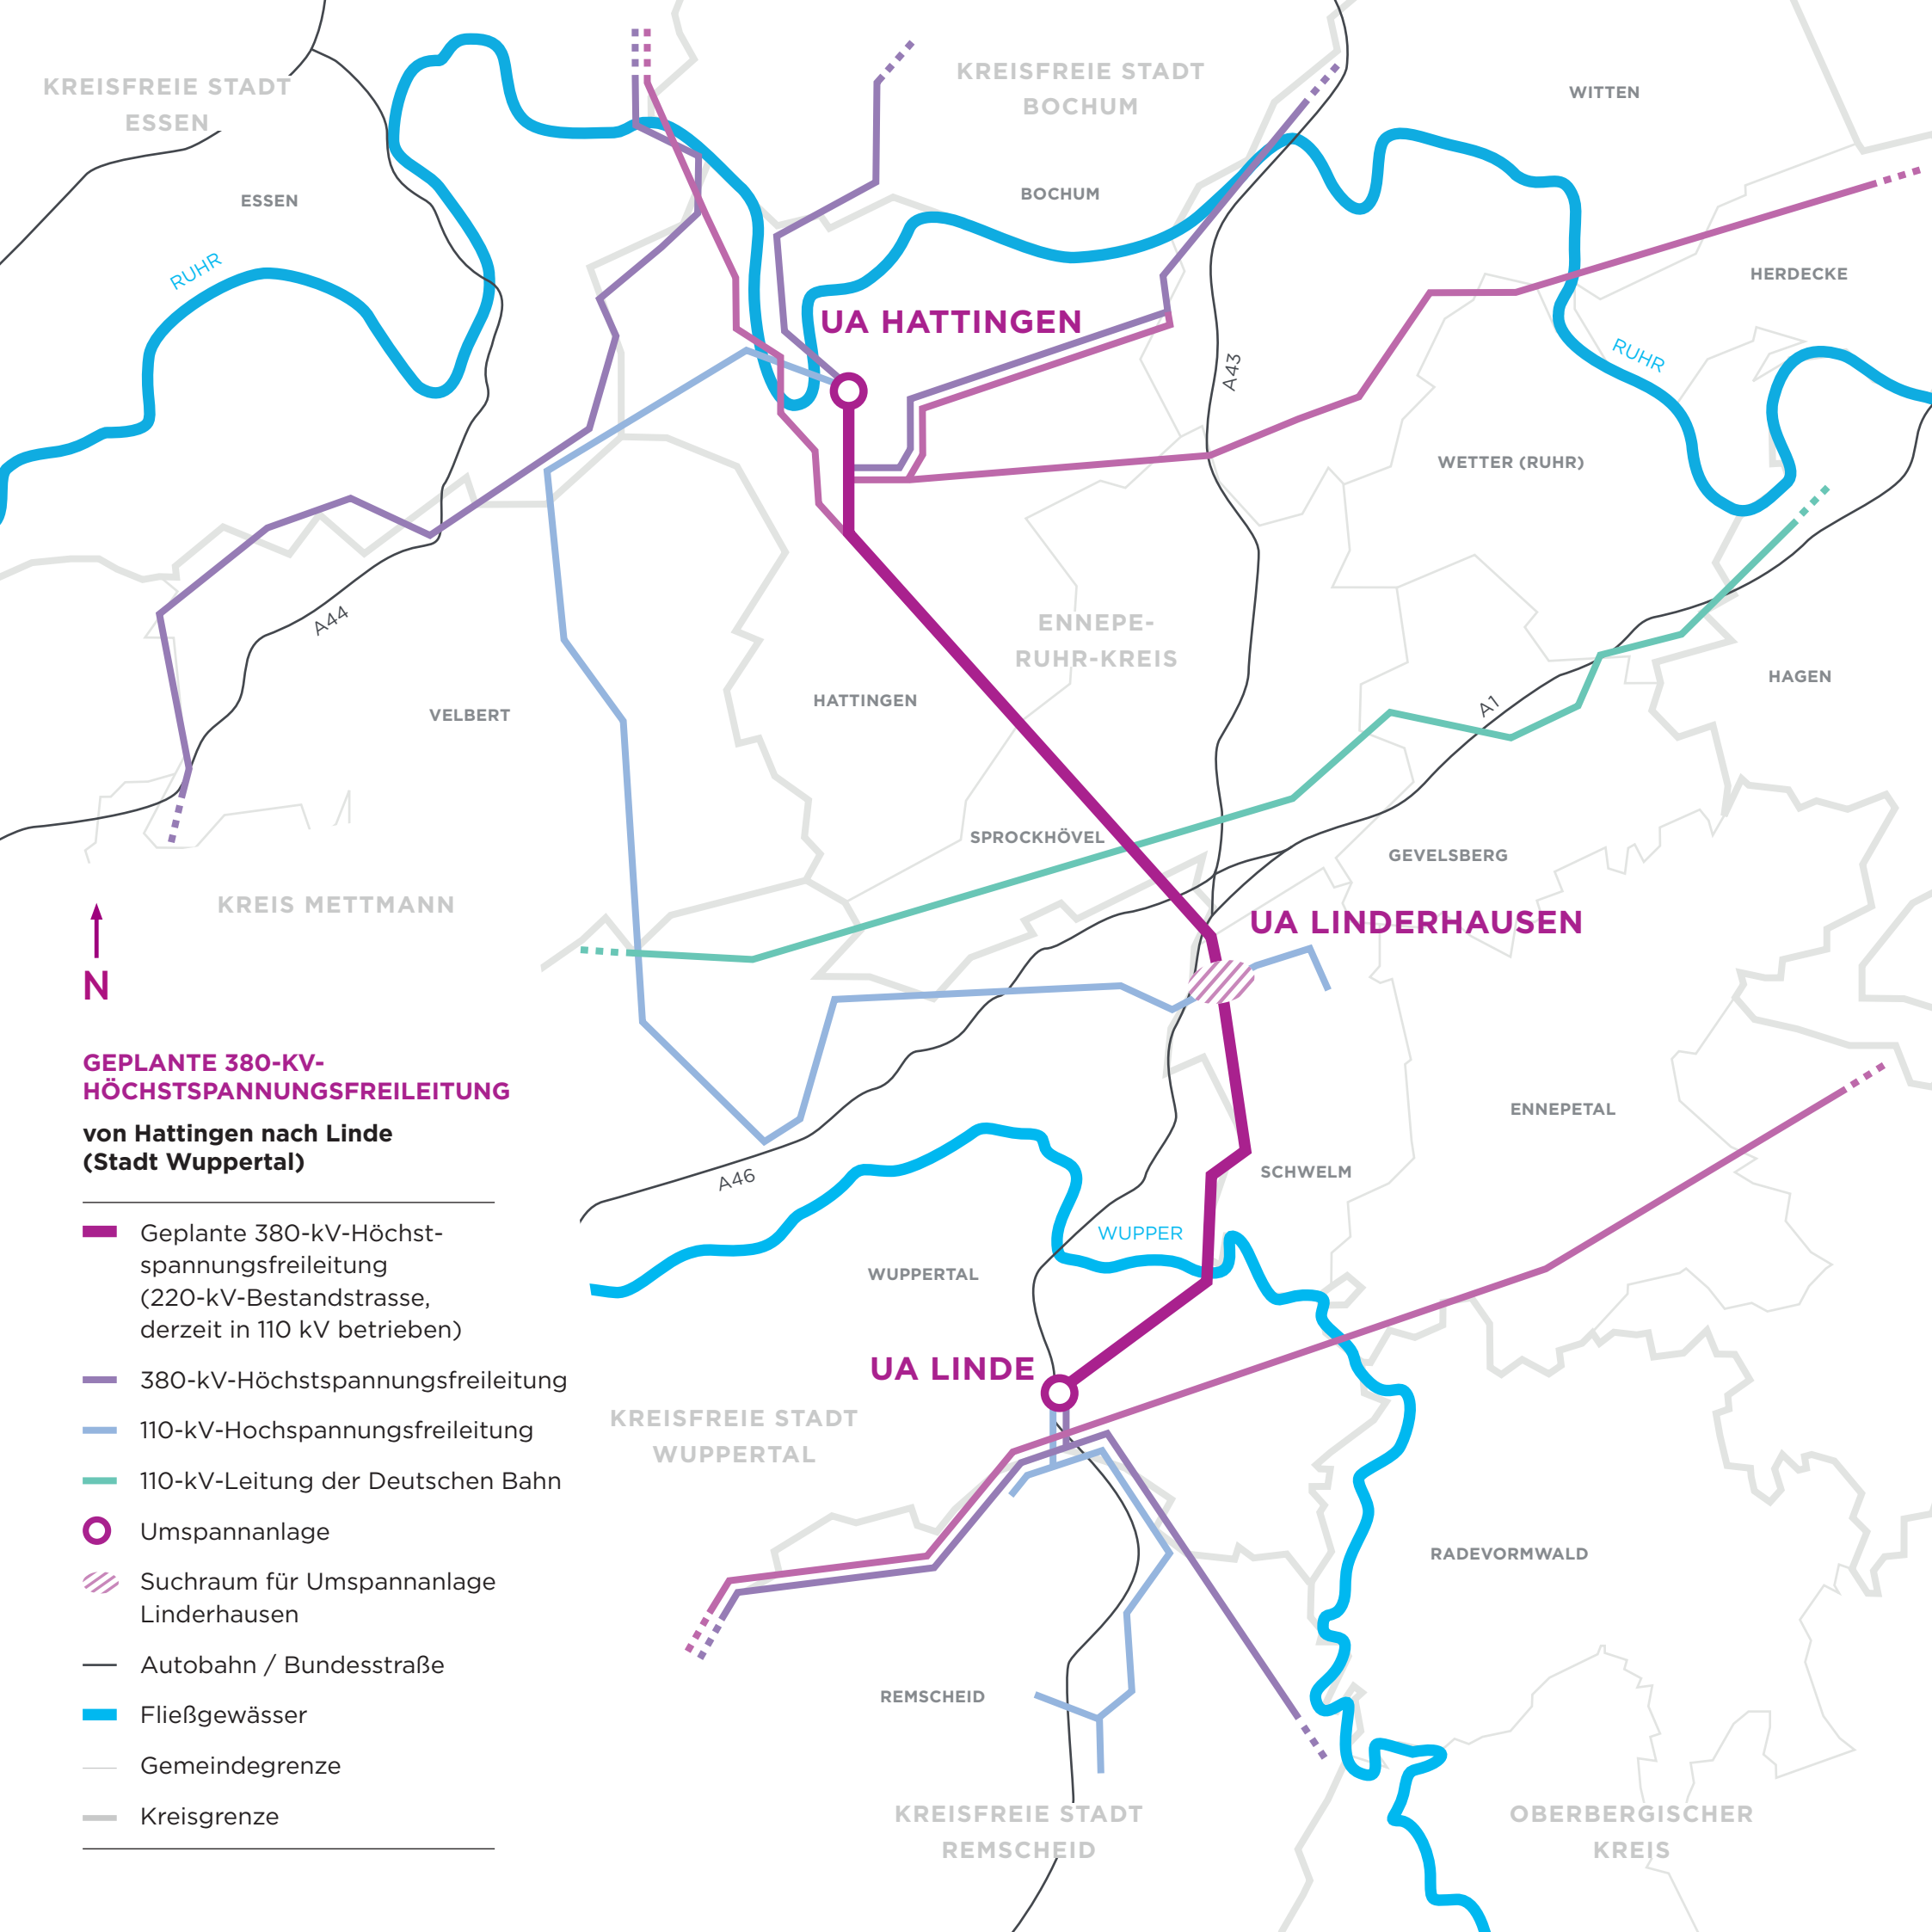 KREISFREIE STADT
ESSEN
KREISFREIE STADT
BOCHUM
WITTEN
ESSEN
BOCHUM
RUHR
HERDECKE
UA HATTINGEN
RUHR
A43
WETTER (RUHR)
A44
ENNEPE-
RUHR-KREIS
HAGEN
HATTINGEN
VELBERT
A1
SPROCKHÖVEL
GEVELSBERG
KREIS METTMANN
UA LINDERHAUSEN
N
GEPLANTE 380-KV-
HÖCHSTSPANNUNGSFREILEITUNG
von Hattingen nach Linde
(Stadt Wuppertal)
Geplante 380-kV-Höchst-
spannungsfreileitung
(220-kV-Bestandstrasse,
derzeit in 110 kV betrieben)
380-kV-Höchstspannungsfreileitung
110-kV-Hochspannungsfreileitung
110-kV-Leitung der Deutschen Bahn
Umspannanlage
Suchraum für Umspannanlage
Linderhausen
Autobahn / Bundesstraße
Fließgewässer
Gemeindegrenze
Kreisgrenze
ENNEPETAL
SCHWELM
A46
WUPPER
WUPPERTAL
UA LINDE
KREISFREIE STADT
WUPPERTAL
RADEVORMWALD
REMSCHEID
KREISFREIE STADT
REMSCHEID
OBERBERGISCHER
KREIS